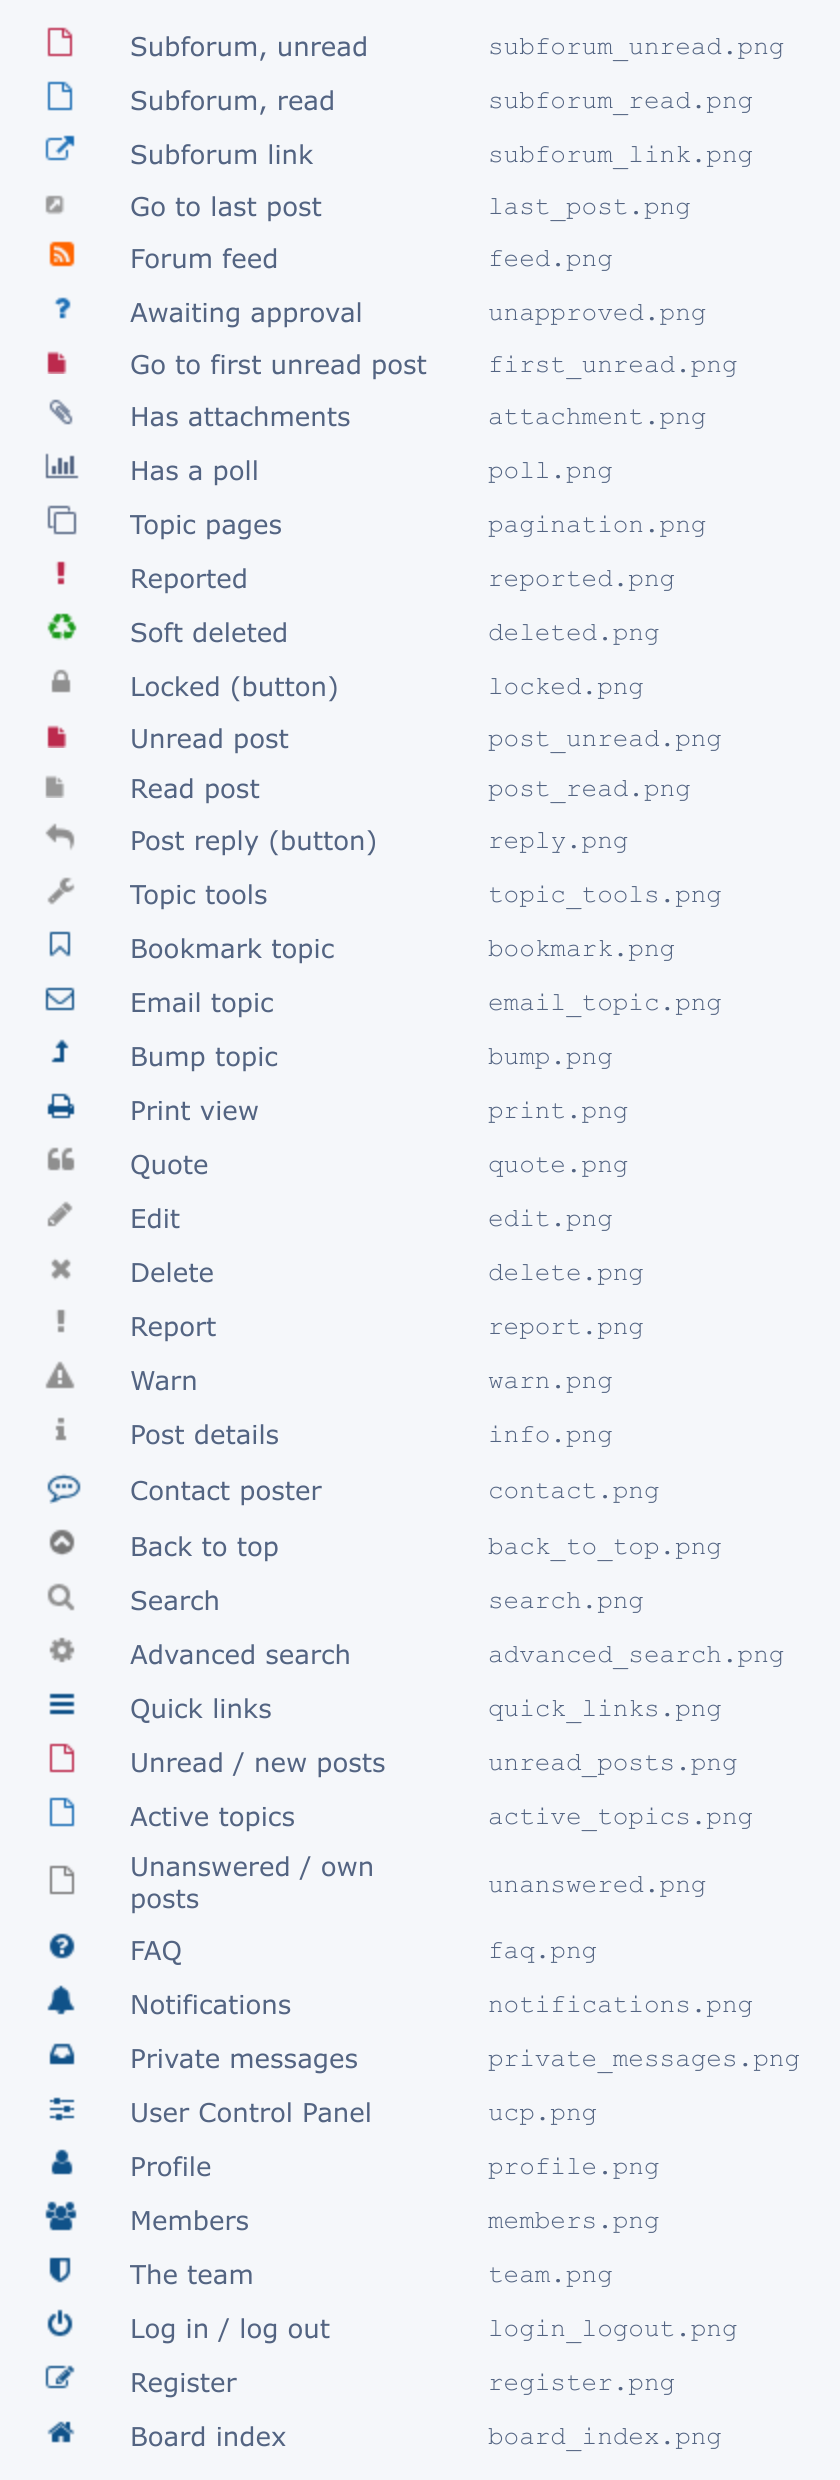 Subforum, unread subforum_unread.png
Subforum, read subforum_read.png
Subforum link subforum_link.png
Go to last post last_post.png
Forum feed feed.png
Awaiting approval unapproved.png
Go to first unread post first_unread.png
Has attachments attachment.png
Has a poll poll.png
Topic pages pagination.png
Reported reported.png
Soft deleted deleted.png
Locked (button) locked.png
Unread post post_unread.png
Read post post_read.png
Post reply (button) reply.png
Topic tools topic_tools.png
Bookmark topic bookmark.png
Email topic email_topic.png
Bump topic bump.png
Print view print.png
Quote quote.png
Edit edit.png
Delete delete.png
Report report.png
Warn warn.png
Post details info.png
Contact poster contact.png
Back to top back_to_top.png
Search search.png
Advanced search advanced_search.png
Quick links quick_links.png
Unread / new posts unread_posts.png
Active topics active_topics.png
Unanswered / own
posts unanswered.png
FAQ faq.png
Notifications notifications.png
Private messages private_messages.png
User Control Panel ucp.png
Profile profile.png
Members members.png
The team team.png
Log in / log out login_logout.png
Register register.png
Board index board_index.png